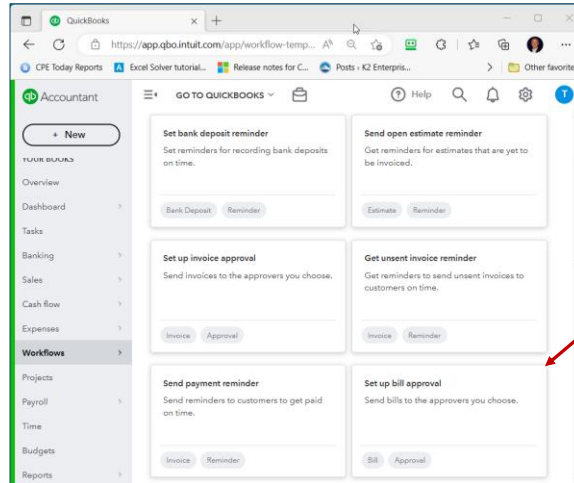 QuickBooks
https://app.qbo.intuit.com/app/workflow-temp...
CPE Today Reports
Excel Solver tutorial...
Release notes for C...
Posts ‹ K2 Enterpris...
Other favorite
qb Accountant
GO TO QUICKBOOKS
Help
T
+ New
YOUR BOOKS
Overview
Dashboard
Tasks
Banking
Sales
Cash flow
Expenses
Workflows
Projects
Payroll
Time
Budgets
Reports
Set bank deposit reminder
Set reminders for recording bank deposits
on time.
Bank Deposit Reminder
Send open estimate reminder
Get reminders for estimates that are yet to
be invoiced.
Estimate Reminder
Set up invoice approval
Send invoices to the approvers you choose.
Invoice Approval
Get unsent invoice reminder
Get reminders to send unsent invoices to
customers on time.
Invoice Reminder
Send payment reminder
Send reminders to customers to get paid
on time.
Invoice Reminder
Set up bill approval
Send bills to the approvers you choose.
Bill Approval